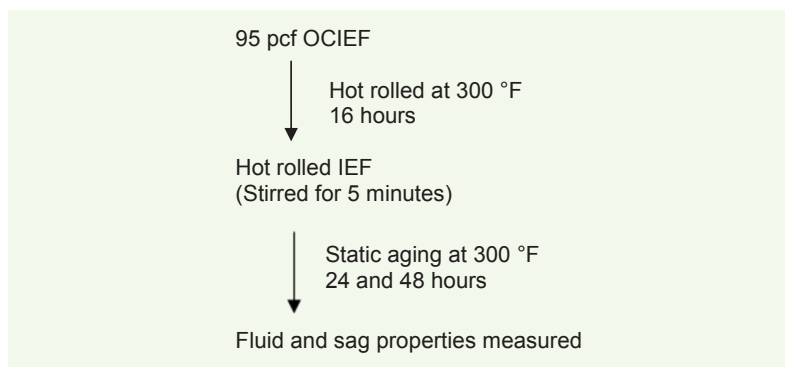 95 pcf OCIEF
Hot rolled at 300 °F
16 hours
Hot rolled IEF
(Stirred for 5 minutes)
Static aging at 300 °F
24 and 48 hours
Fluid and sag properties measured